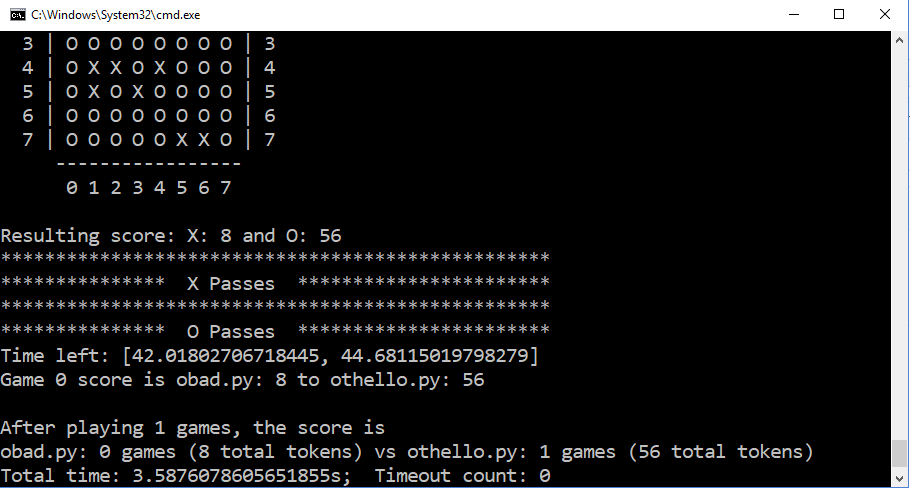 C:\Windows\System32\cmd.exe
3 | O O O O O O O O | 3
4 | O X X O X O O O | 4
5 | O X O X O O O O | 5
6 | O O O O O O O O | 6
7 | O O O O O X X O | 7
-----------------
0 1 2 3 4 5 6 7
Resulting score: X: 8 and O: 56
**************************************************
***************  X Passes  ***********************
**************************************************
***************  O Passes  ***********************
Time left: [42.01802706718445, 44.68115019798279]
Game 0 score is obad.py: 8 to othello.py: 56
After playing 1 games, the score is
obad.py: 0 games (8 total tokens) vs othello.py: 1 games (56 total tokens)
Total time: 3.5876078605651855s;  Timeout count: 0